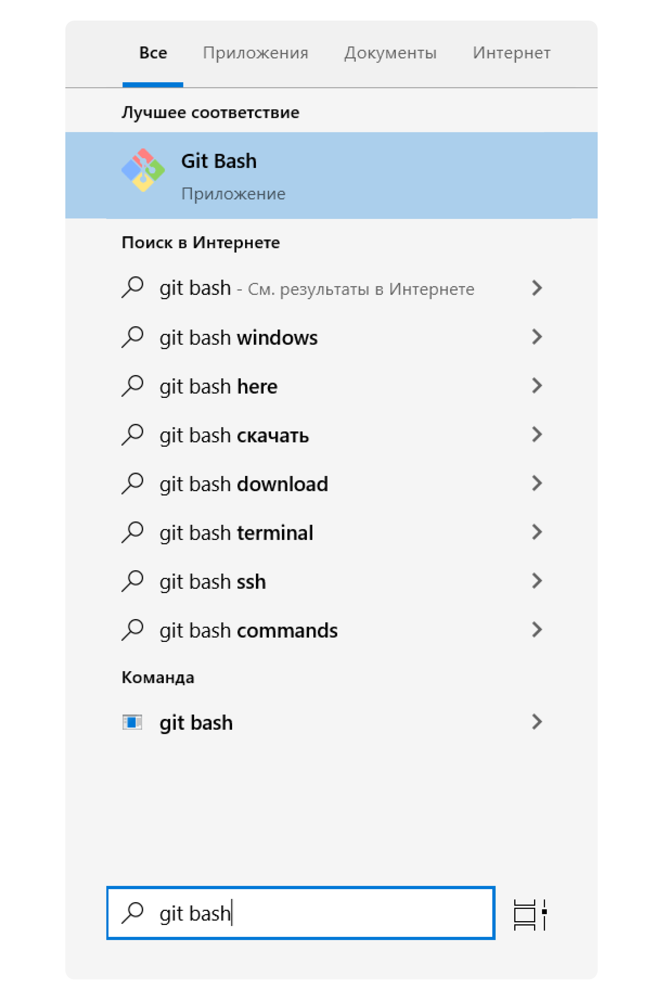 Все Приложения Документы Интернет
Лучшее соответствие
Git Bash
Приложение
Поиск в Интернете
git bash - См. результаты в Интернете
git bash windows
git bash here
git bash скачать
git bash download
git bash terminal
git bash ssh
git bash commands
Команда
git bash
git bash